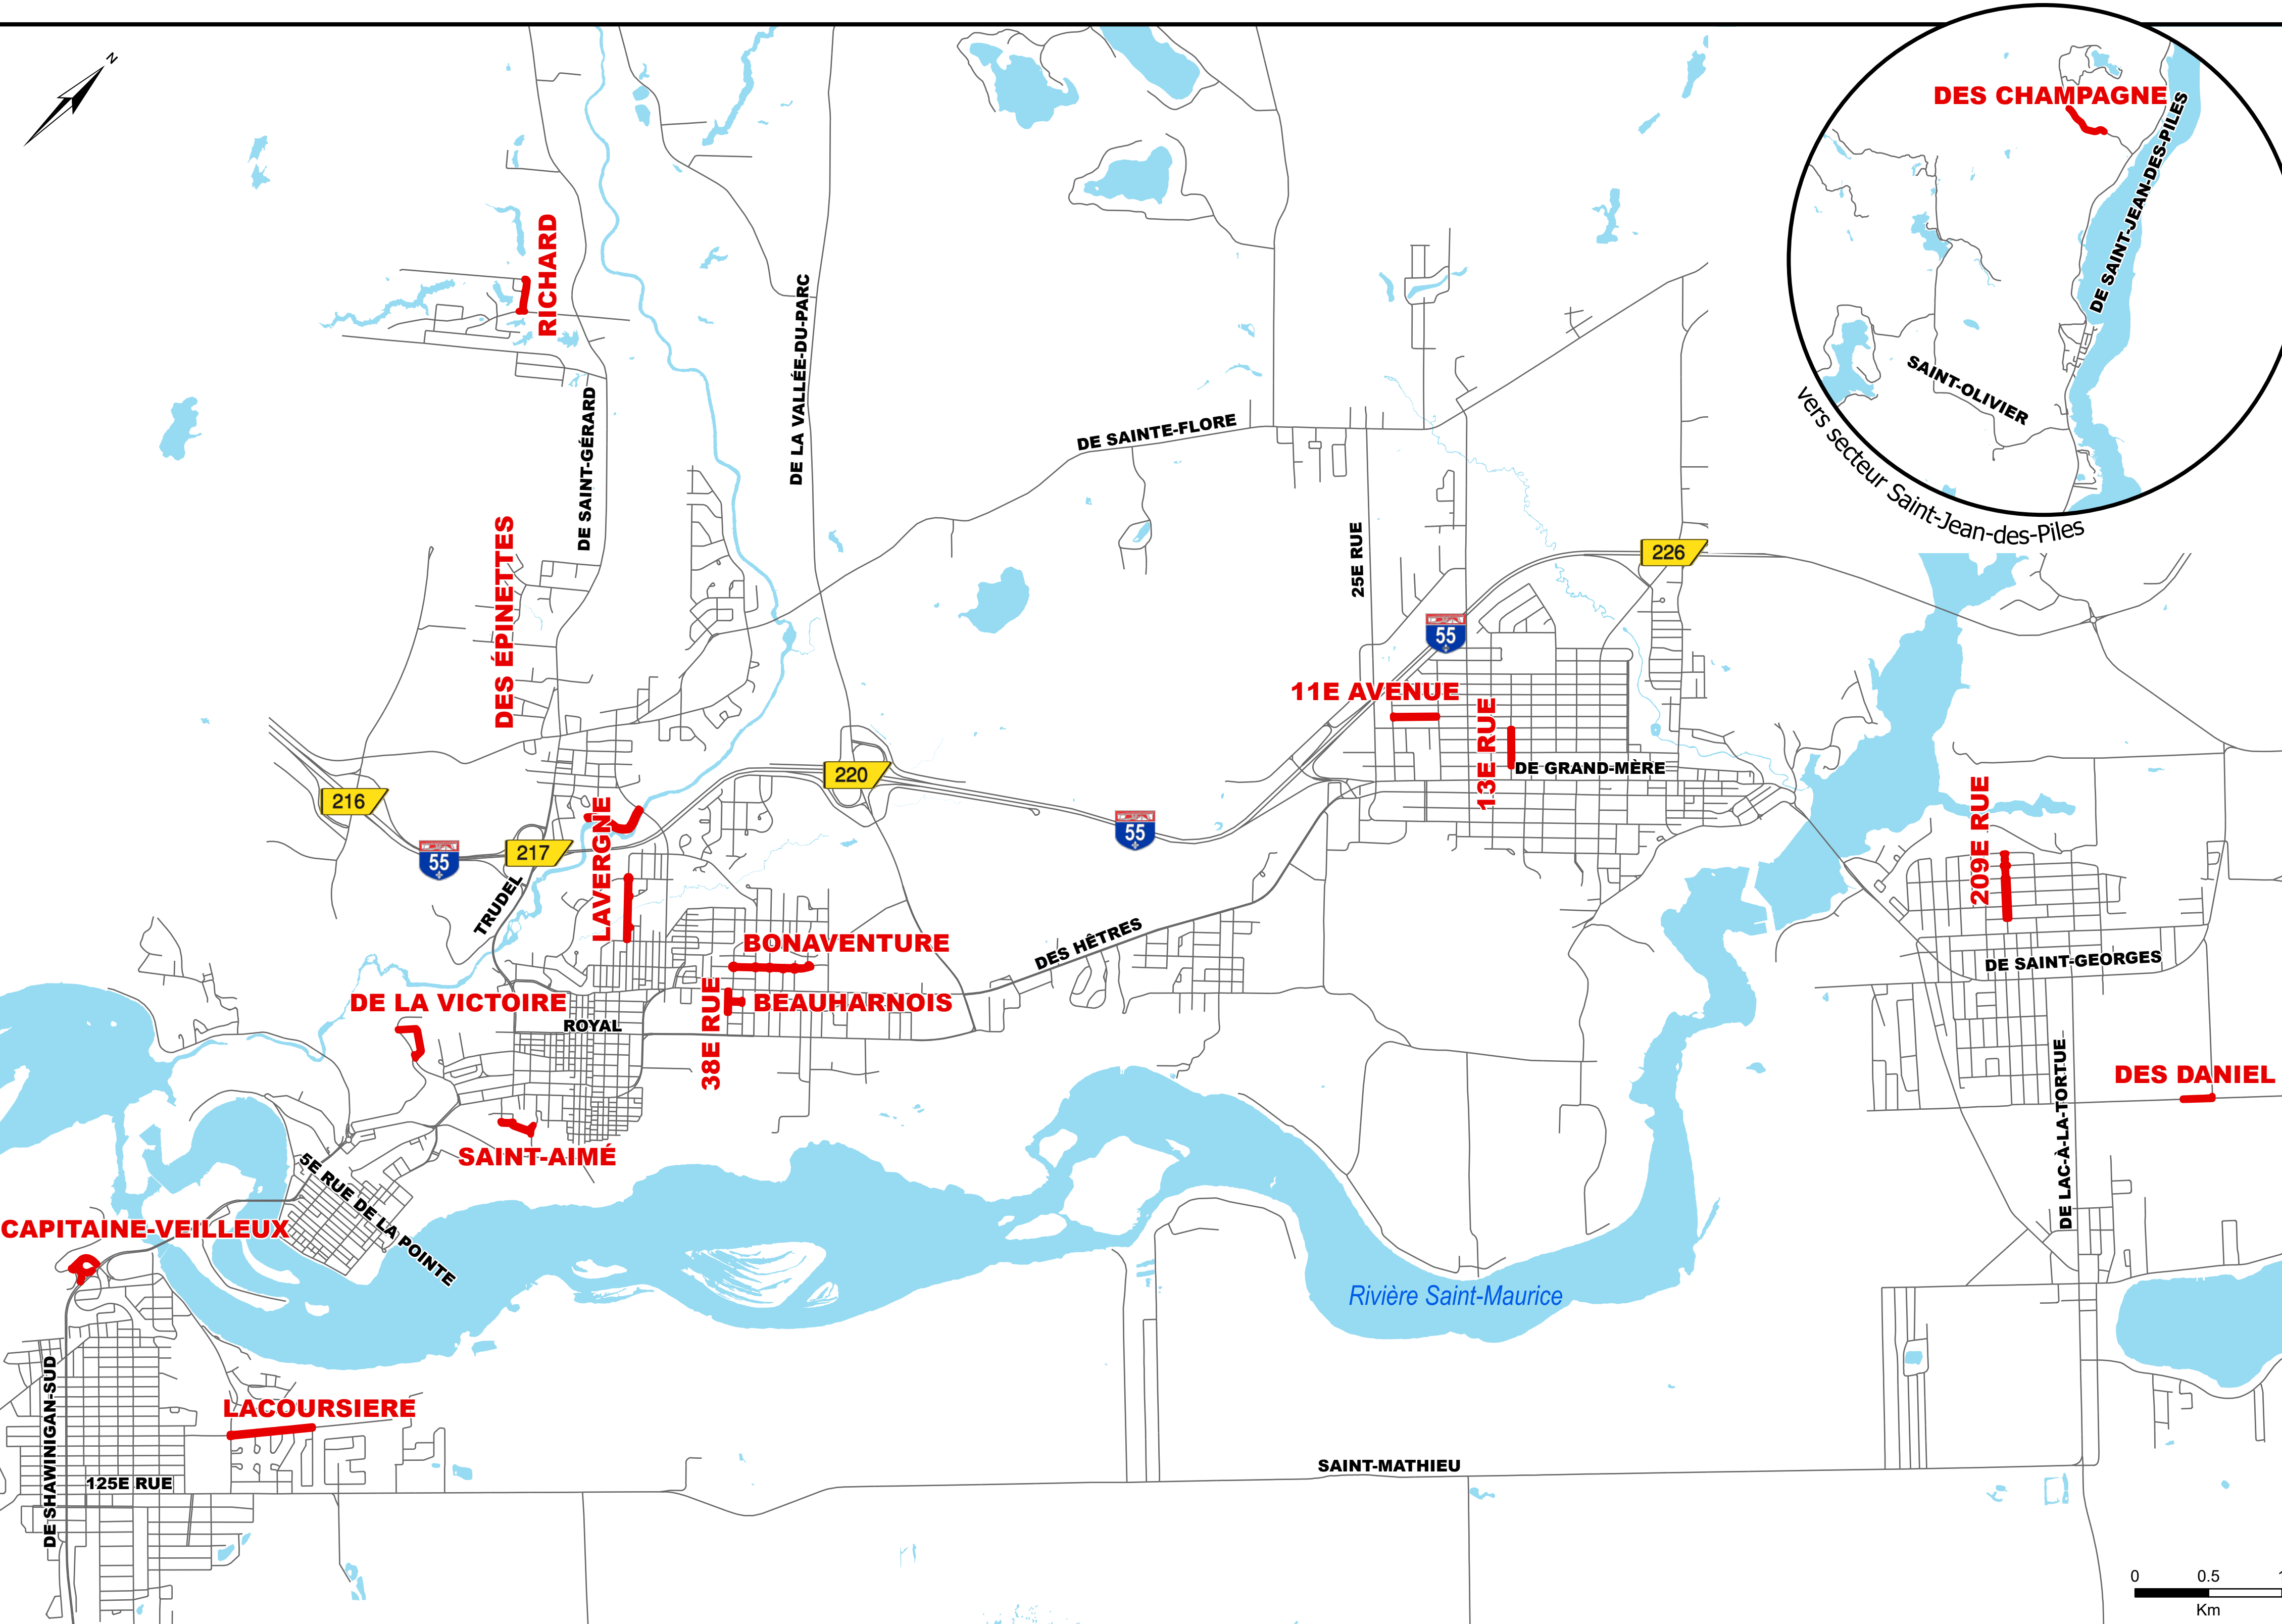 N
DES CHAMPAGNE
DE SAINT-JEAN-DES-PILES
SAINT-OLIVIER
vers secteur Saint-Jean-des-Piles
RICHARD
DE SAINT-GÉRARD
DE LA VALLÉE-DU-PARC
DE SAINTE-FLORE
DES ÉPINETTES
25E RUE
226
55
11E AVENUE
13E RUE
DE GRAND-MÈRE
216
220
55
217
55
LAVERGNE
TRUDEL
209E RUE
BONAVENTURE
DES HÊTRES
DE SAINT-GEORGES
DE LA VICTOIRE
BEAUHARNOIS
ROYAL
38E RUE
DES DANIEL
DE LAC-À-LA-TORTUE
SAINT-AIMÉ
5E RUE DE LA POINTE
CAPITAINE-VEILLEUX
Rivière Saint-Maurice
DE SHAWINIGAN-SUD
LACOURSIERE
125E RUE
SAINT-MATHIEU
0 0.5 1
Km